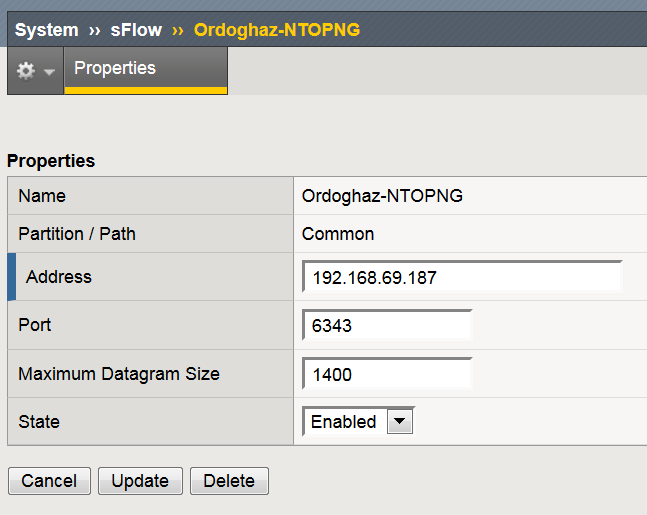 System ›› sFlow ›› Ordoghaz-NTOPNG
Properties
Properties
Name Ordoghaz-NTOPNG
Partition / Path Common
Address 192.168.69.187
Port 6343
Maximum Datagram Size 1400
State Enabled
Cancel Update Delete